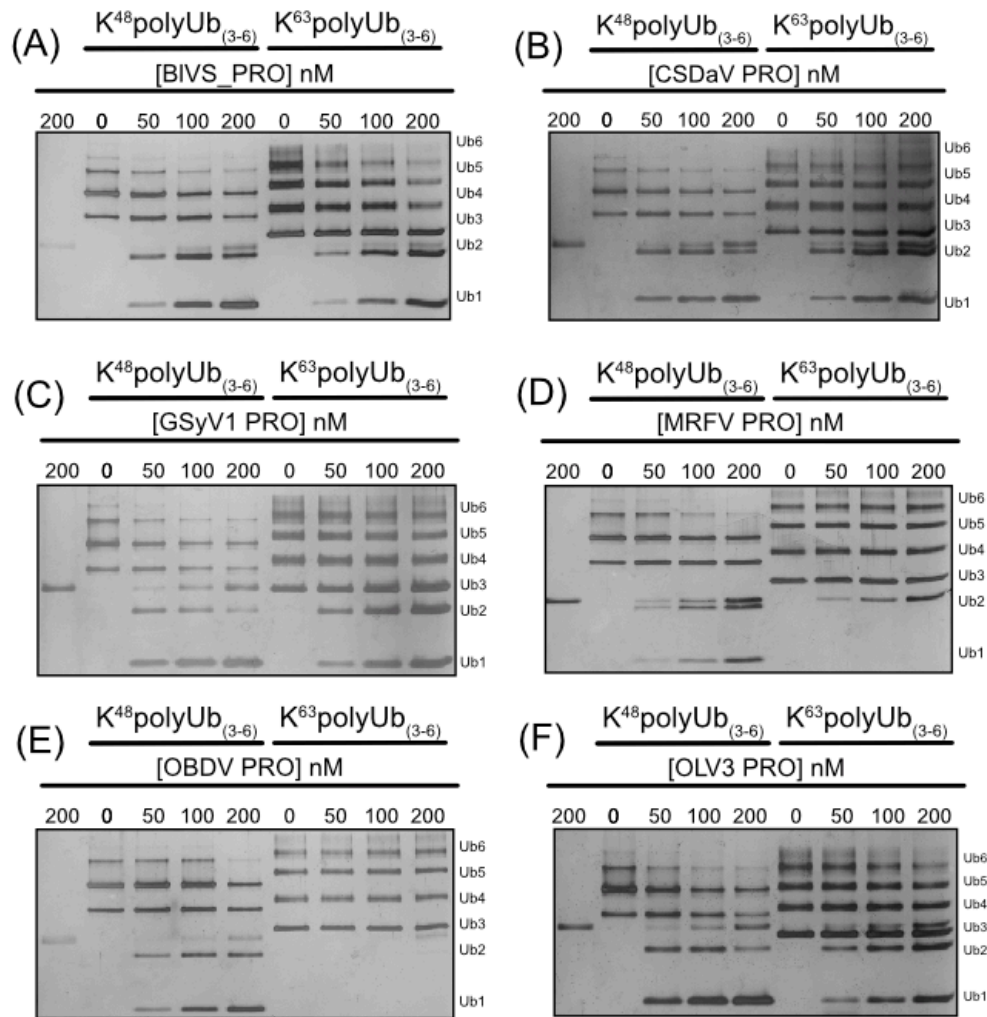 (A) K⁴⁸polyUb(3-6) K⁶³polyUb(3-6)
[BIVS_PRO] nM
200 0 50 100 200 0 50 100 200
Ub6
Ub5
Ub4
Ub3
Ub2
Ub1
(B) K⁴⁸polyUb(3-6) K⁶³polyUb(3-6)
[CSDaV PRO] nM
200 0 50 100 200 0 50 100 200
Ub6
Ub5
Ub4
Ub3
Ub2
Ub1
(C) K⁴⁸polyUb(3-6) K⁶³polyUb(3-6)
[GSyV1 PRO] nM
200 0 50 100 200 0 50 100 200
Ub6
Ub5
Ub4
Ub3
Ub2
Ub1
(D) K⁴⁸polyUb(3-6) K⁶³polyUb(3-6)
[MRFV PRO] nM
200 0 50 100 200 0 50 100 200
Ub6
Ub5
Ub4
Ub3
Ub2
Ub1
(E) K⁴⁸polyUb(3-6) K⁶³polyUb(3-6)
[OBDV PRO] nM
200 0 50 100 200 0 50 100 200
Ub6
Ub5
Ub4
Ub3
Ub2
Ub1
(F) K⁴⁸polyUb(3-6) K⁶³polyUb(3-6)
[OLV3 PRO] nM
200 0 50 100 200 0 50 100 200
Ub6
Ub5
Ub4
Ub3
Ub2
Ub1